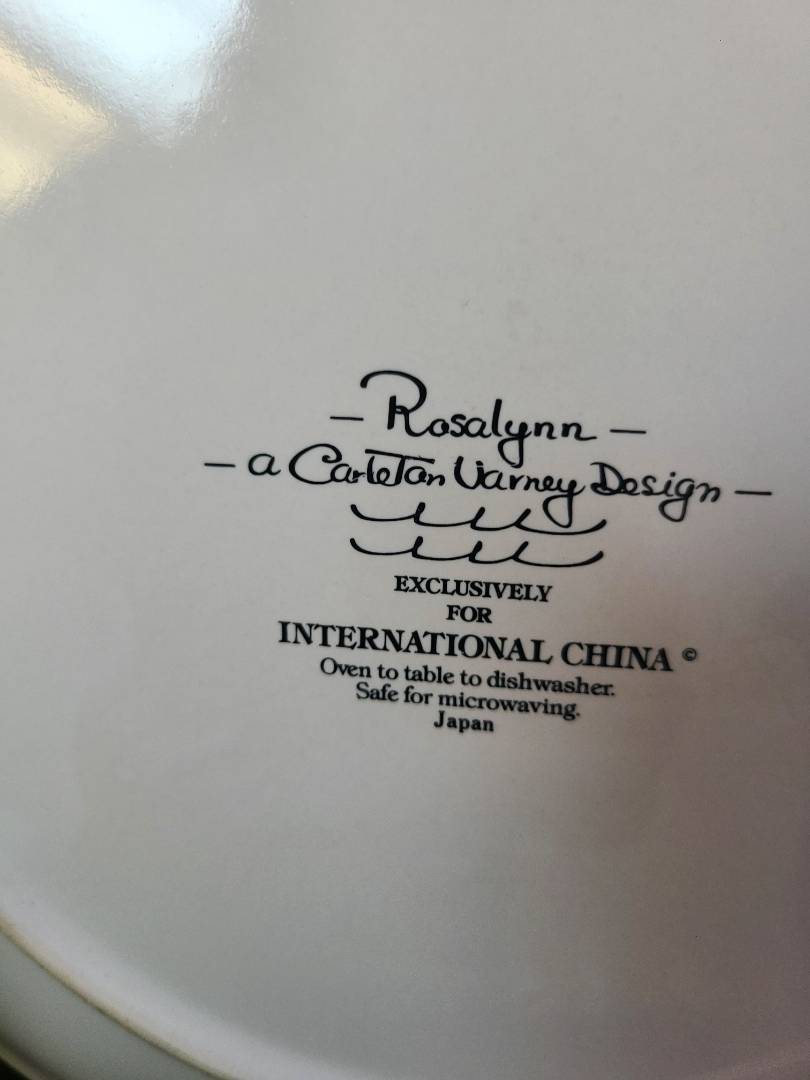 — Rosalynn —
— a Carleton Varney Design —
EXCLUSIVELY
FOR
INTERNATIONAL CHINA ©
Oven to table to dishwasher.
Safe for microwaving.
Japan